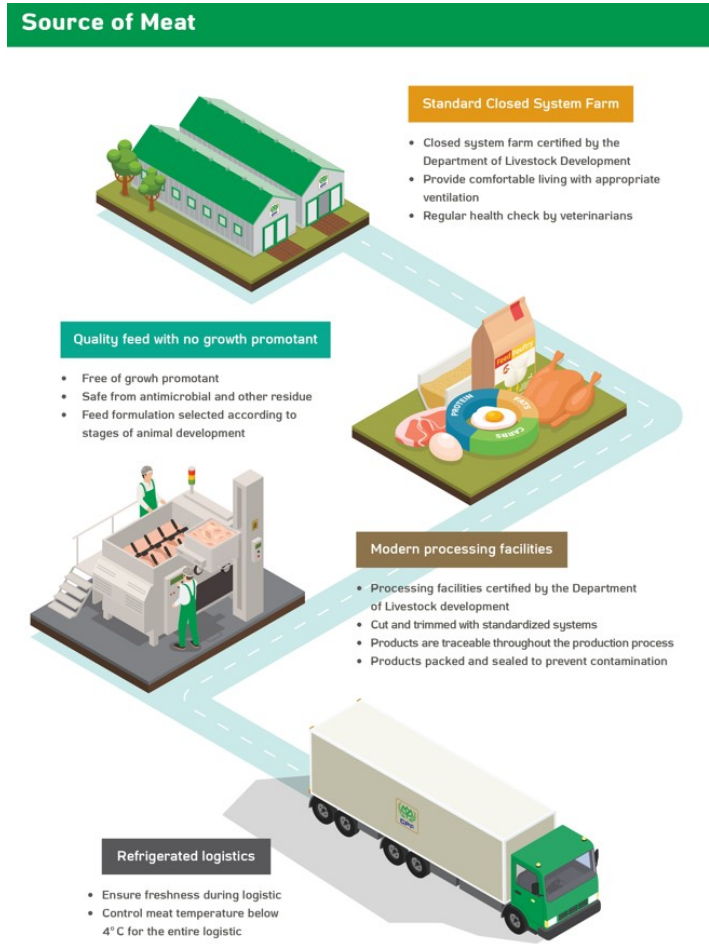 Source of Meat
Standard Closed System Farm
• Closed system farm certified by the
Department of Livestock Development
• Provide comfortable living with appropriate
ventilation
• Regular health check by veterinarians
Quality feed with no growth promotant
• Free of growh promotant
• Safe from antimicrobial and other residue
• Feed formulation selected according to
stages of animal development
Feed Poultry
PROTEIN
FATS
CARBS
Modern processing facilities
• Processing facilities certified by the Department
of Livestock development
• Cut and trimmed with standardized systems
• Products are traceable throughout the production process
• Products packed and sealed to prevent contamination
CPF
Refrigerated logistics
• Ensure freshness during logistic
• Control meat temperature below
4°C for the entire logistic